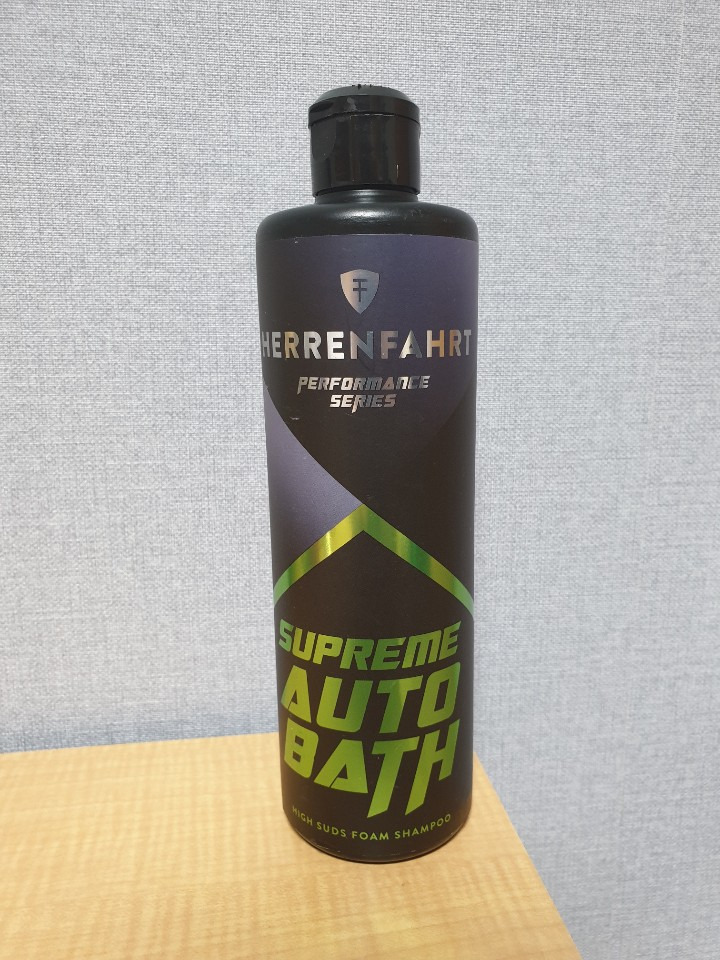 HERRENFAHRT
PERFORMANCE
SERIES
SUPREME
AUTO
BATH
HIGH SUDS FOAM SHAMPOO